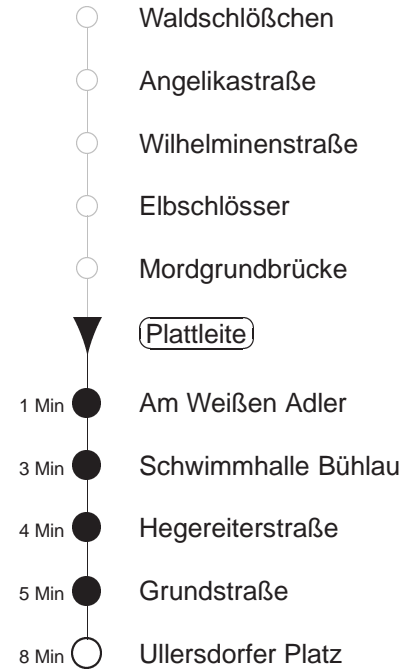 Waldschlößchen
Angelikastraße
Wilhelminenstraße
Elbschlösser
Mordgrundbrücke
Plattleite
1 Min Am Weißen Adler
3 Min Schwimmhalle Bühlau
4 Min Hegereiterstraße
5 Min Grundstraße
8 Min Ullersdorfer Platz